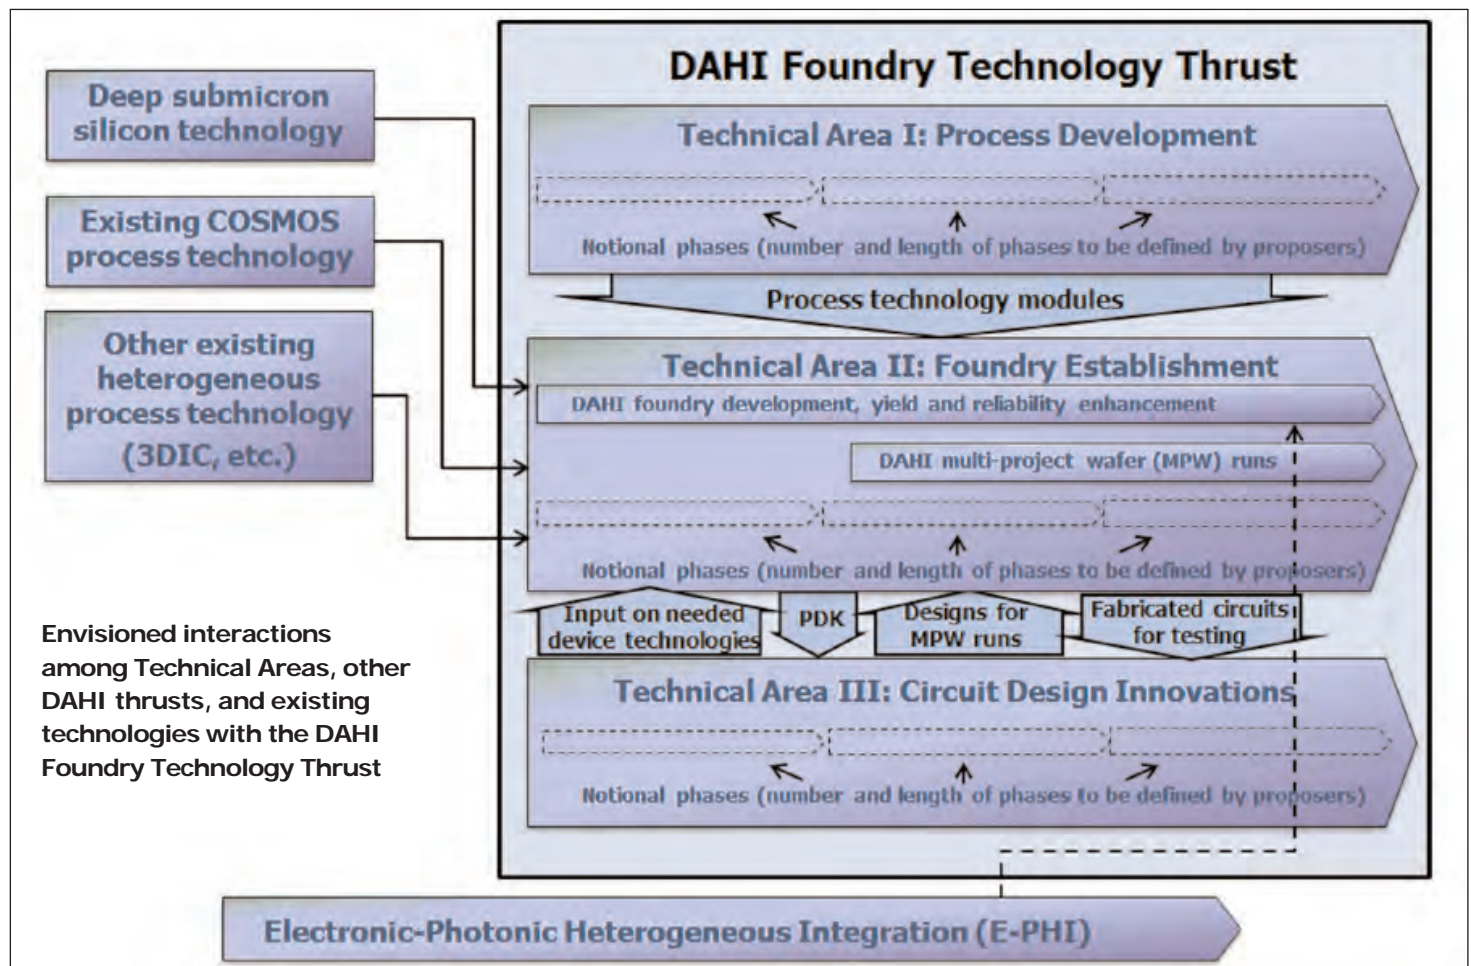 DAHI Foundry Technology Thrust
Deep submicron
silicon technology
Existing COSMOS
process technology
Other existing
heterogeneous
process technology
(3DIC, etc.)
Technical Area I: Process Development
Notional phases (number and length of phases to be defined by proposers)
Process technology modules
Technical Area II: Foundry Establishment
DAHI foundry development, yield and reliability enhancement
DAHI multi-project wafer (MPW) runs
Notional phases (number and length of phases to be defined by proposers)
Input on needed
device technologies
PDK
Designs for
MPW runs
Fabricated circuits
for testing
Technical Area III: Circuit Design Innovations
Notional phases (number and length of phases to be defined by proposers)
Envisioned interactions
among Technical Areas, other
DAHI thrusts, and existing
technologies with the DAHI
Foundry Technology Thrust
Electronic-Photonic Heterogeneous Integration (E-PHI)